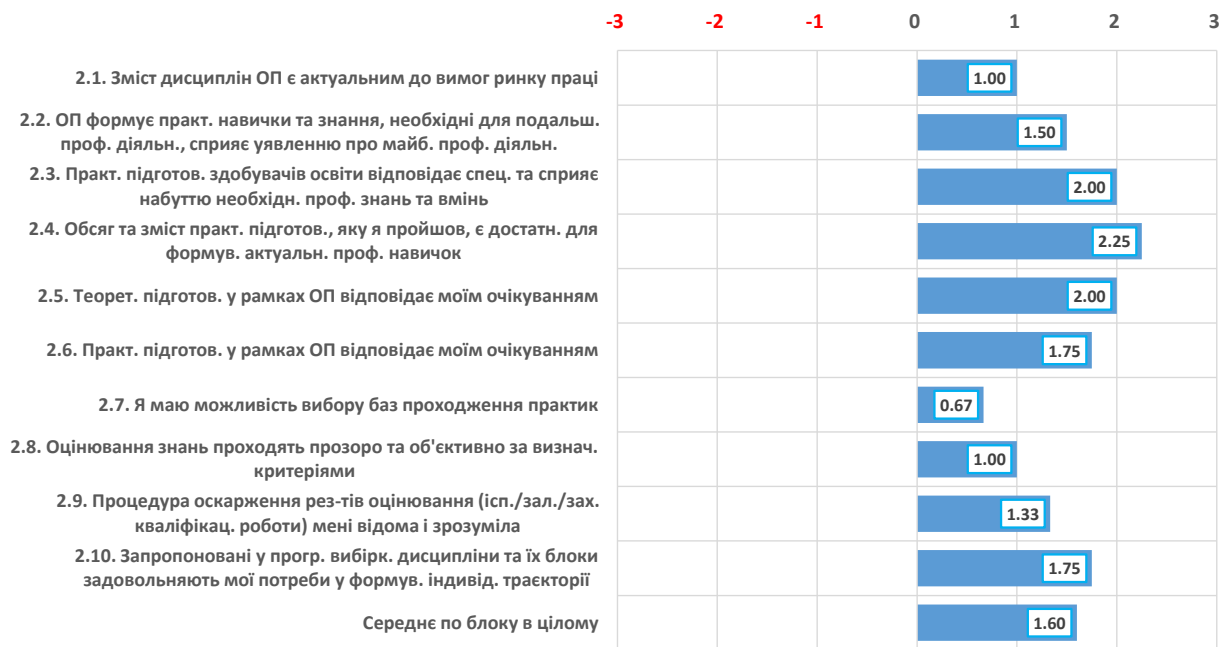 -3 -2 -1 0 1 2 3
2.1. Зміст дисциплін ОП є актуальним до вимог ринку праці
1.00
2.2. ОП формує практ. навички та знання, необхідні для подальш.
проф. діяльн., сприяє уявленню про майб. проф. діяльн.
1.50
2.3. Практ. підготов. здобувачів освіти відповідає спец. та сприяє
набуттю необхідн. проф. знань та вмінь
2.00
2.4. Обсяг та зміст практ. підготов., яку я пройшов, є достатн. для
формув. актуальн. проф. навичок
2.25
2.5. Теорет. підготов. у рамках ОП відповідає моїм очікуванням
2.00
2.6. Практ. підготов. у рамках ОП відповідає моїм очікуванням
1.75
2.7. Я маю можливість вибору баз проходження практик
0.67
2.8. Оцінювання знань проходять прозоро та об'єктивно за визнач.
критеріями
1.00
2.9. Процедура оскарження рез-тів оцінювання (ісп./зал./зах.
кваліфікац. роботи) мені відома і зрозуміла
1.33
2.10. Запропоновані у прогр. вибірк. дисципліни та їх блоки
задовольняють мої потреби у формув. індивід. траєкторії
1.75
Середнє по блоку в цілому
1.60